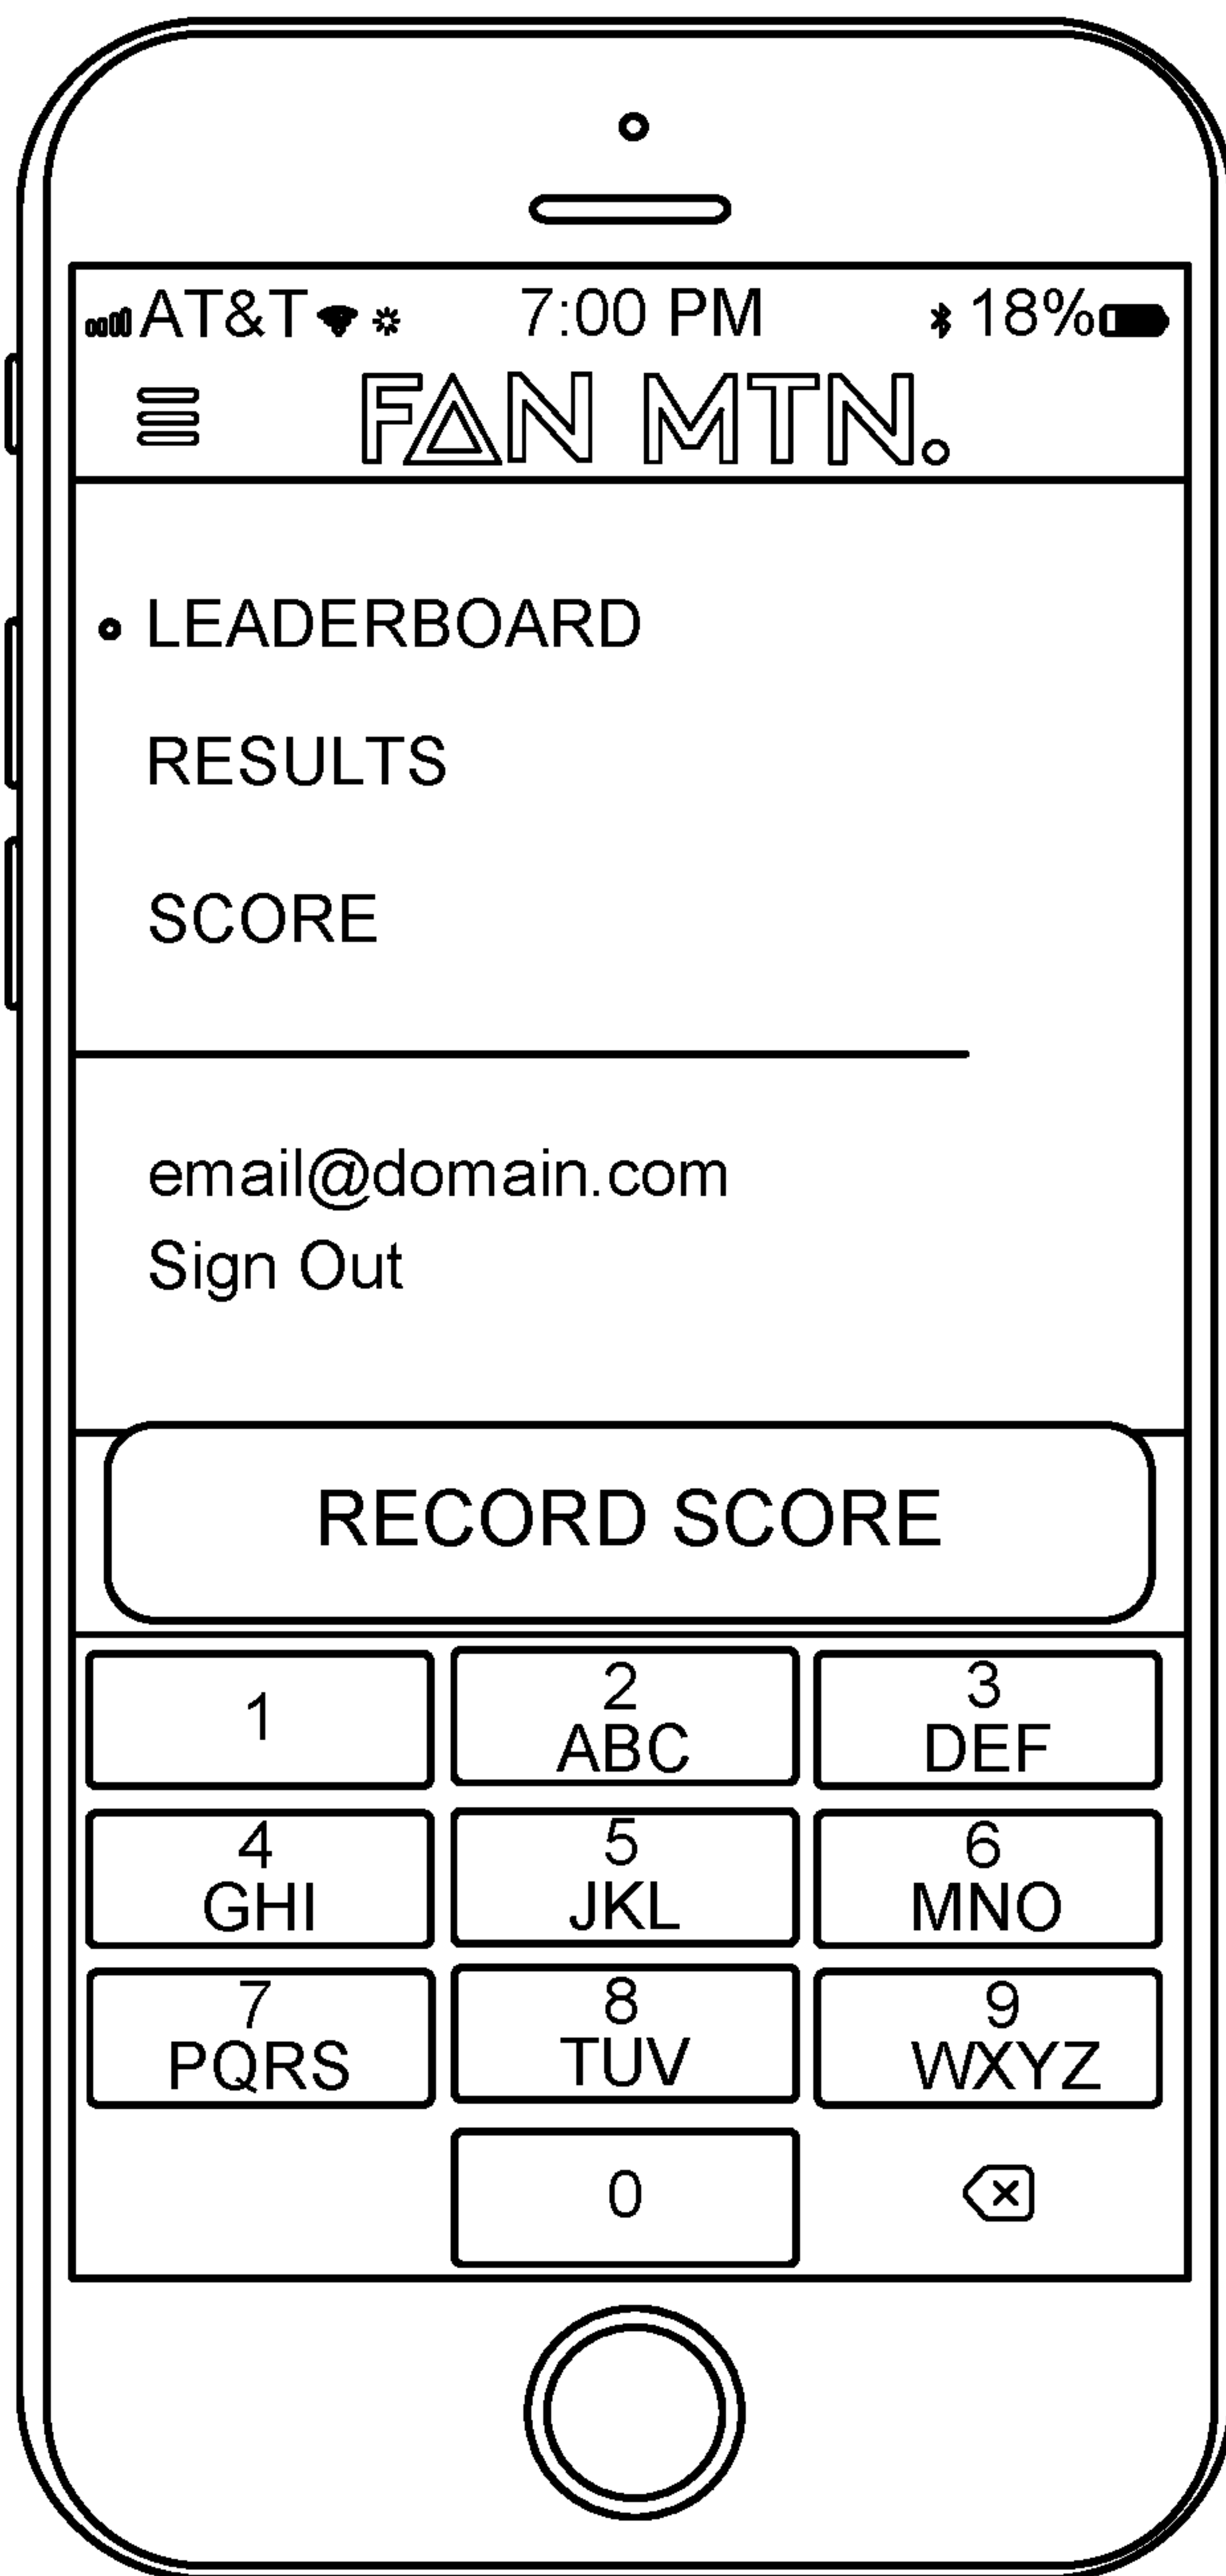 AT&T 7:00 PM 18%
FAN MTN.
LEADERBOARD
RESULTS
SCORE
email@domain.com
Sign Out
RECORD SCORE
1 2 3
ABC DEF
4 5 6
GHI JKL MNO
7 8 9
PQRS TUV WXYZ
0